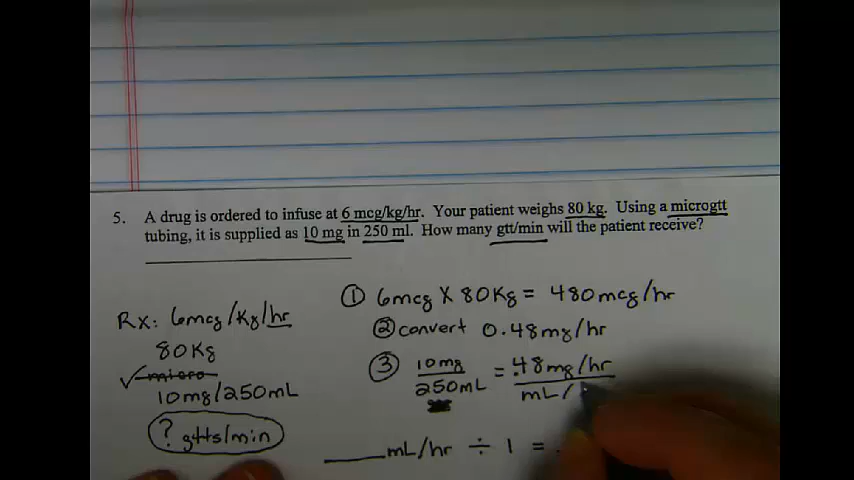 5. A drug is ordered to infuse at 6 mcg/kg/hr. Your patient weighs 80 kg. Using a microgtt
tubing, it is supplied as 10 mg in 250 ml. How many gtt/min will the patient receive?
Rx: 6mcg/Kg/hr
80Kg
micro
10mg/250mL
? gtts/min
① 6mcg X 80Kg = 480mcg/hr
② convert 0.48mg/hr
③ 10mg = .48mg/hr
250mL mL/
mL/hr ÷ 1 =